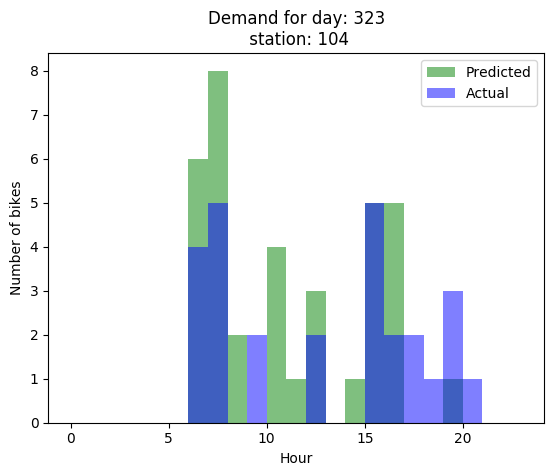 Demand for day: 323
station: 104
Predicted
Actual
8
7
6
5
4
3
2
1
0
Number of bikes
0 5 10 15 20
Hour